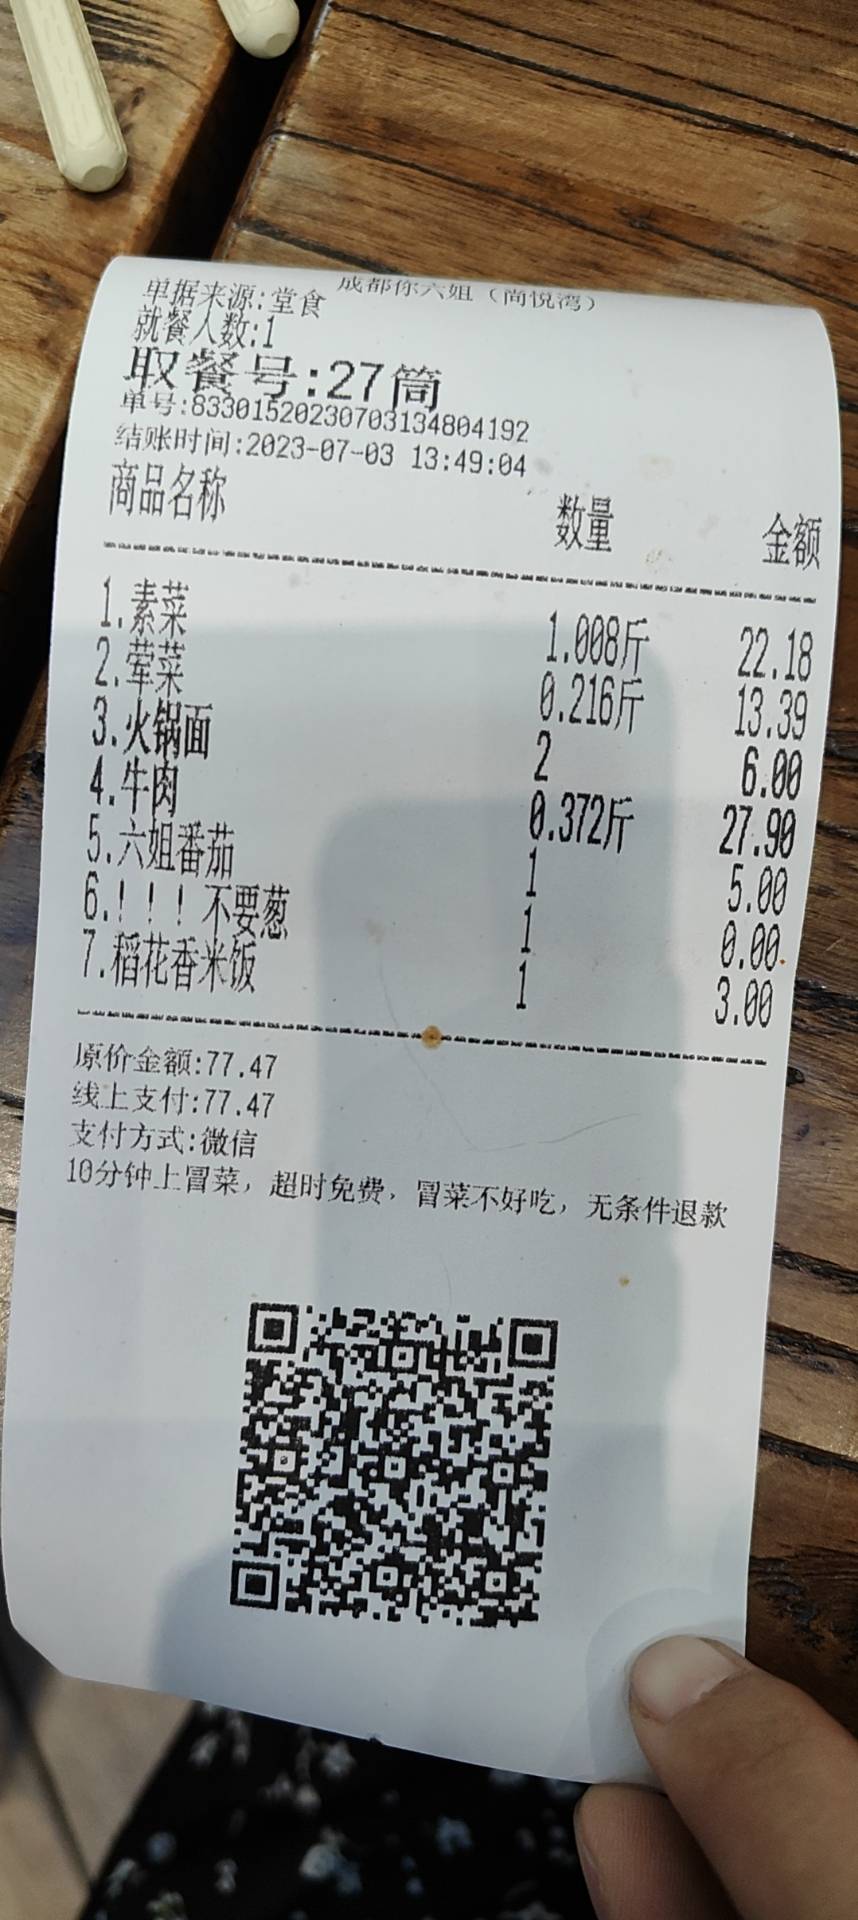 成都你六姐（尚悦湾）
单据来源:堂食
就餐人数:1
取餐号:27筒
单号:83301520230703134804192
结账时间:2023-07-03 13:49:04
商品名称 数量 金额
1.素菜 1.008斤 22.18
2.荤菜 0.216斤 13.39
3.火锅面 2 6.00
4.牛肉 0.372斤 27.90
5.六姐番茄 1 5.00
6.！！！不要葱 1 0.00
7.稻花香米饭 1 3.00
原价金额:77.47
线上支付:77.47
支付方式:微信
10分钟上冒菜，超时免费，冒菜不好吃，无条件退款